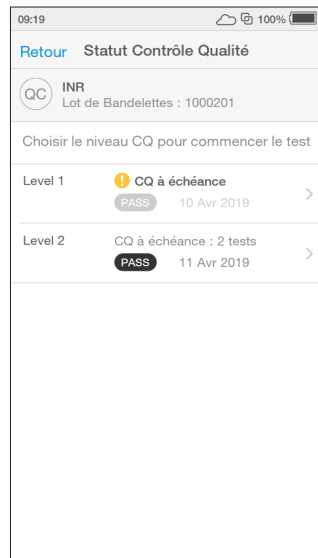 09:19 100%
Retour Statut Contrôle Qualité
QC INR
Lot de Bandelettes : 1000201
Choisir le niveau CQ pour commencer le test
Level 1 ! CQ à échéance
PASS 10 Avr 2019
Level 2 CQ à échéance : 2 tests
PASS 11 Avr 2019